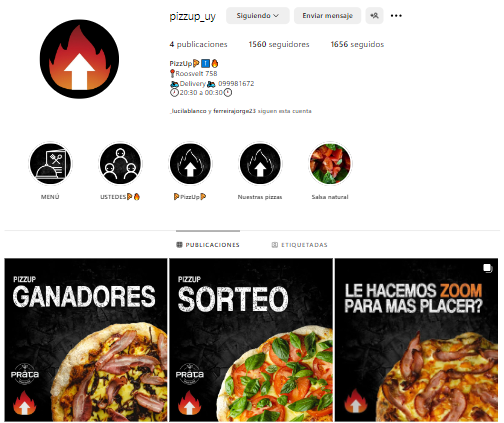 pizzup_uy
Siguiendo
Enviar mensaje
4 publicaciones
1560 seguidores
1656 seguidos
PizzUp🍕⬆️🔥
📍Roosvelt 758
Delivery 099981672
20:30 a 00:30
_lucilablanco y ferreirajorge23 siguen esta cuenta
MENÚ
USTEDES🍕🔥
🍕PizzUp🍕
Nuestras pizzas
Salsa natural
PUBLICACIONES
ETIQUETADAS
PIZZUP
GANADORES
PRATA
PIZZUP
SORTEO
PRATA
LE HACEMOS ZOOM
PARA MAS PLACER?